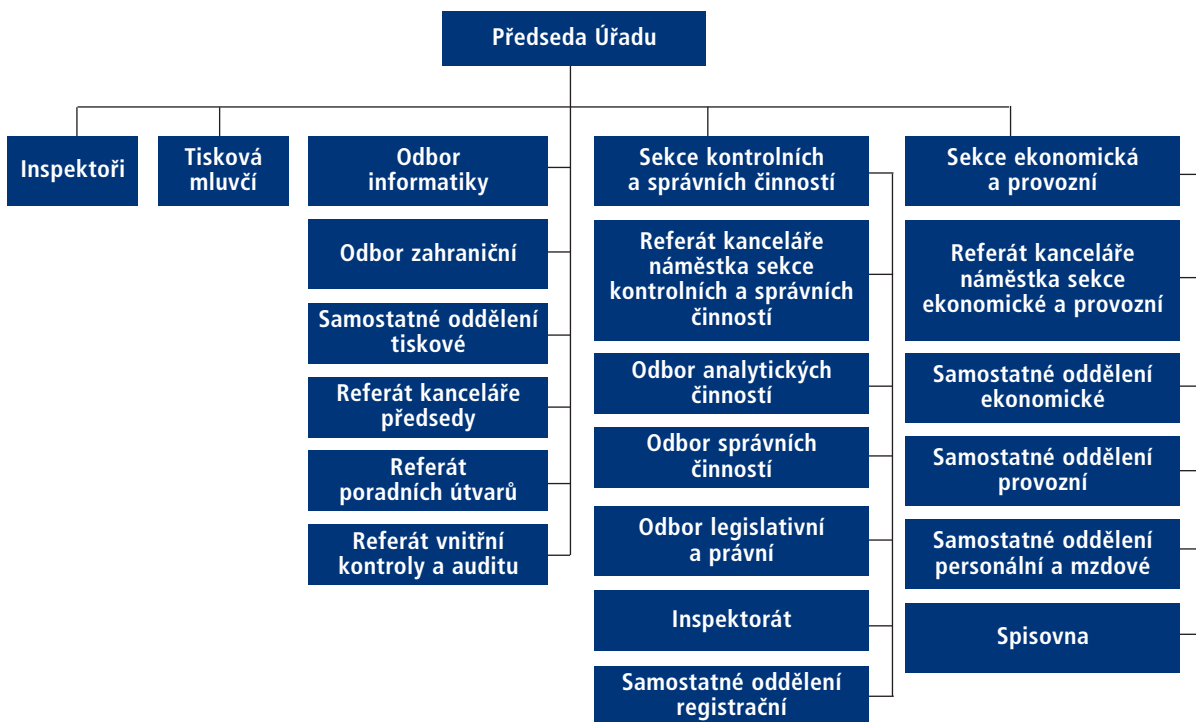 Předseda Úřadu
Inspektoři
Tisková
mluvčí
Odbor
informatiky
Odbor zahraniční
Samostatné oddělení
tiskové
Referát kanceláře
předsedy
Referát
poradních útvarů
Referát vnitřní
kontroly a auditu
Sekce kontrolních
a správních činností
Referát kanceláře
náměstka sekce
kontrolních a správních
činností
Odbor analytických
činností
Odbor správních
činností
Odbor legislativní
a právní
Inspektorát
Samostatné oddělení
registrační
Sekce ekonomická
a provozní
Referát kanceláře
náměstka sekce
ekonomické a provozní
Samostatné oddělení
ekonomické
Samostatné oddělení
provozní
Samostatné oddělení
personální a mzdové
Spisovna